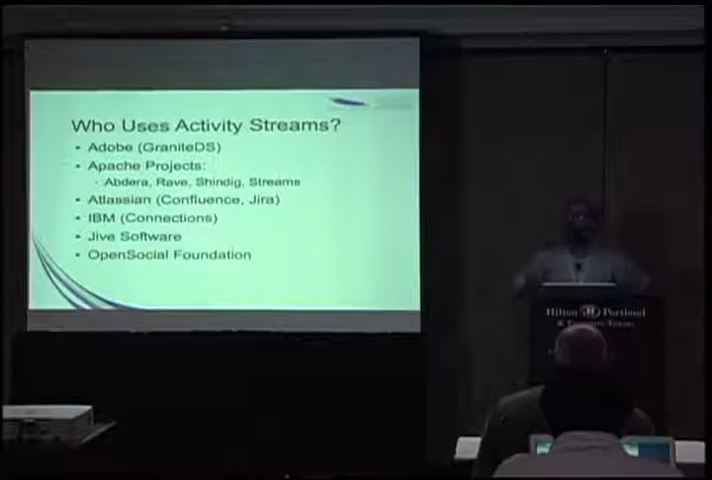 Who Uses Activity Streams?
• Adobe (GraniteDS)
• Apache Projects:
· Abdera, Rave, Shindig, Streams
• Atlassian (Confluence, Jira)
• IBM (Connections)
• Jive Software
• OpenSocial Foundation
Hilton Portland